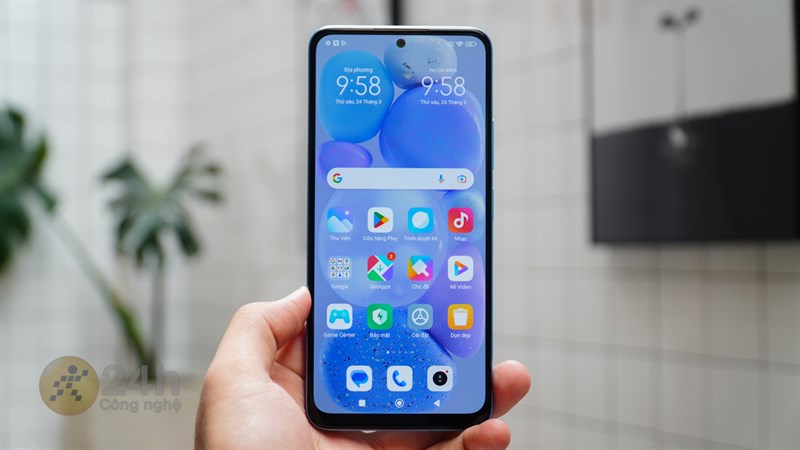 Địa phương
9:58
Thứ sáu, 24 Tháng 3
9:58
Thứ sáu, 24 Tháng 3
Thư viện
Cửa hàng Play
Trình duyệt Mi
Nhạc
Google
GetApps
Chủ đề
Mi Video
Game Center
Bảo mật
Cài đặt
Dọn dẹp
24h
Công nghệ